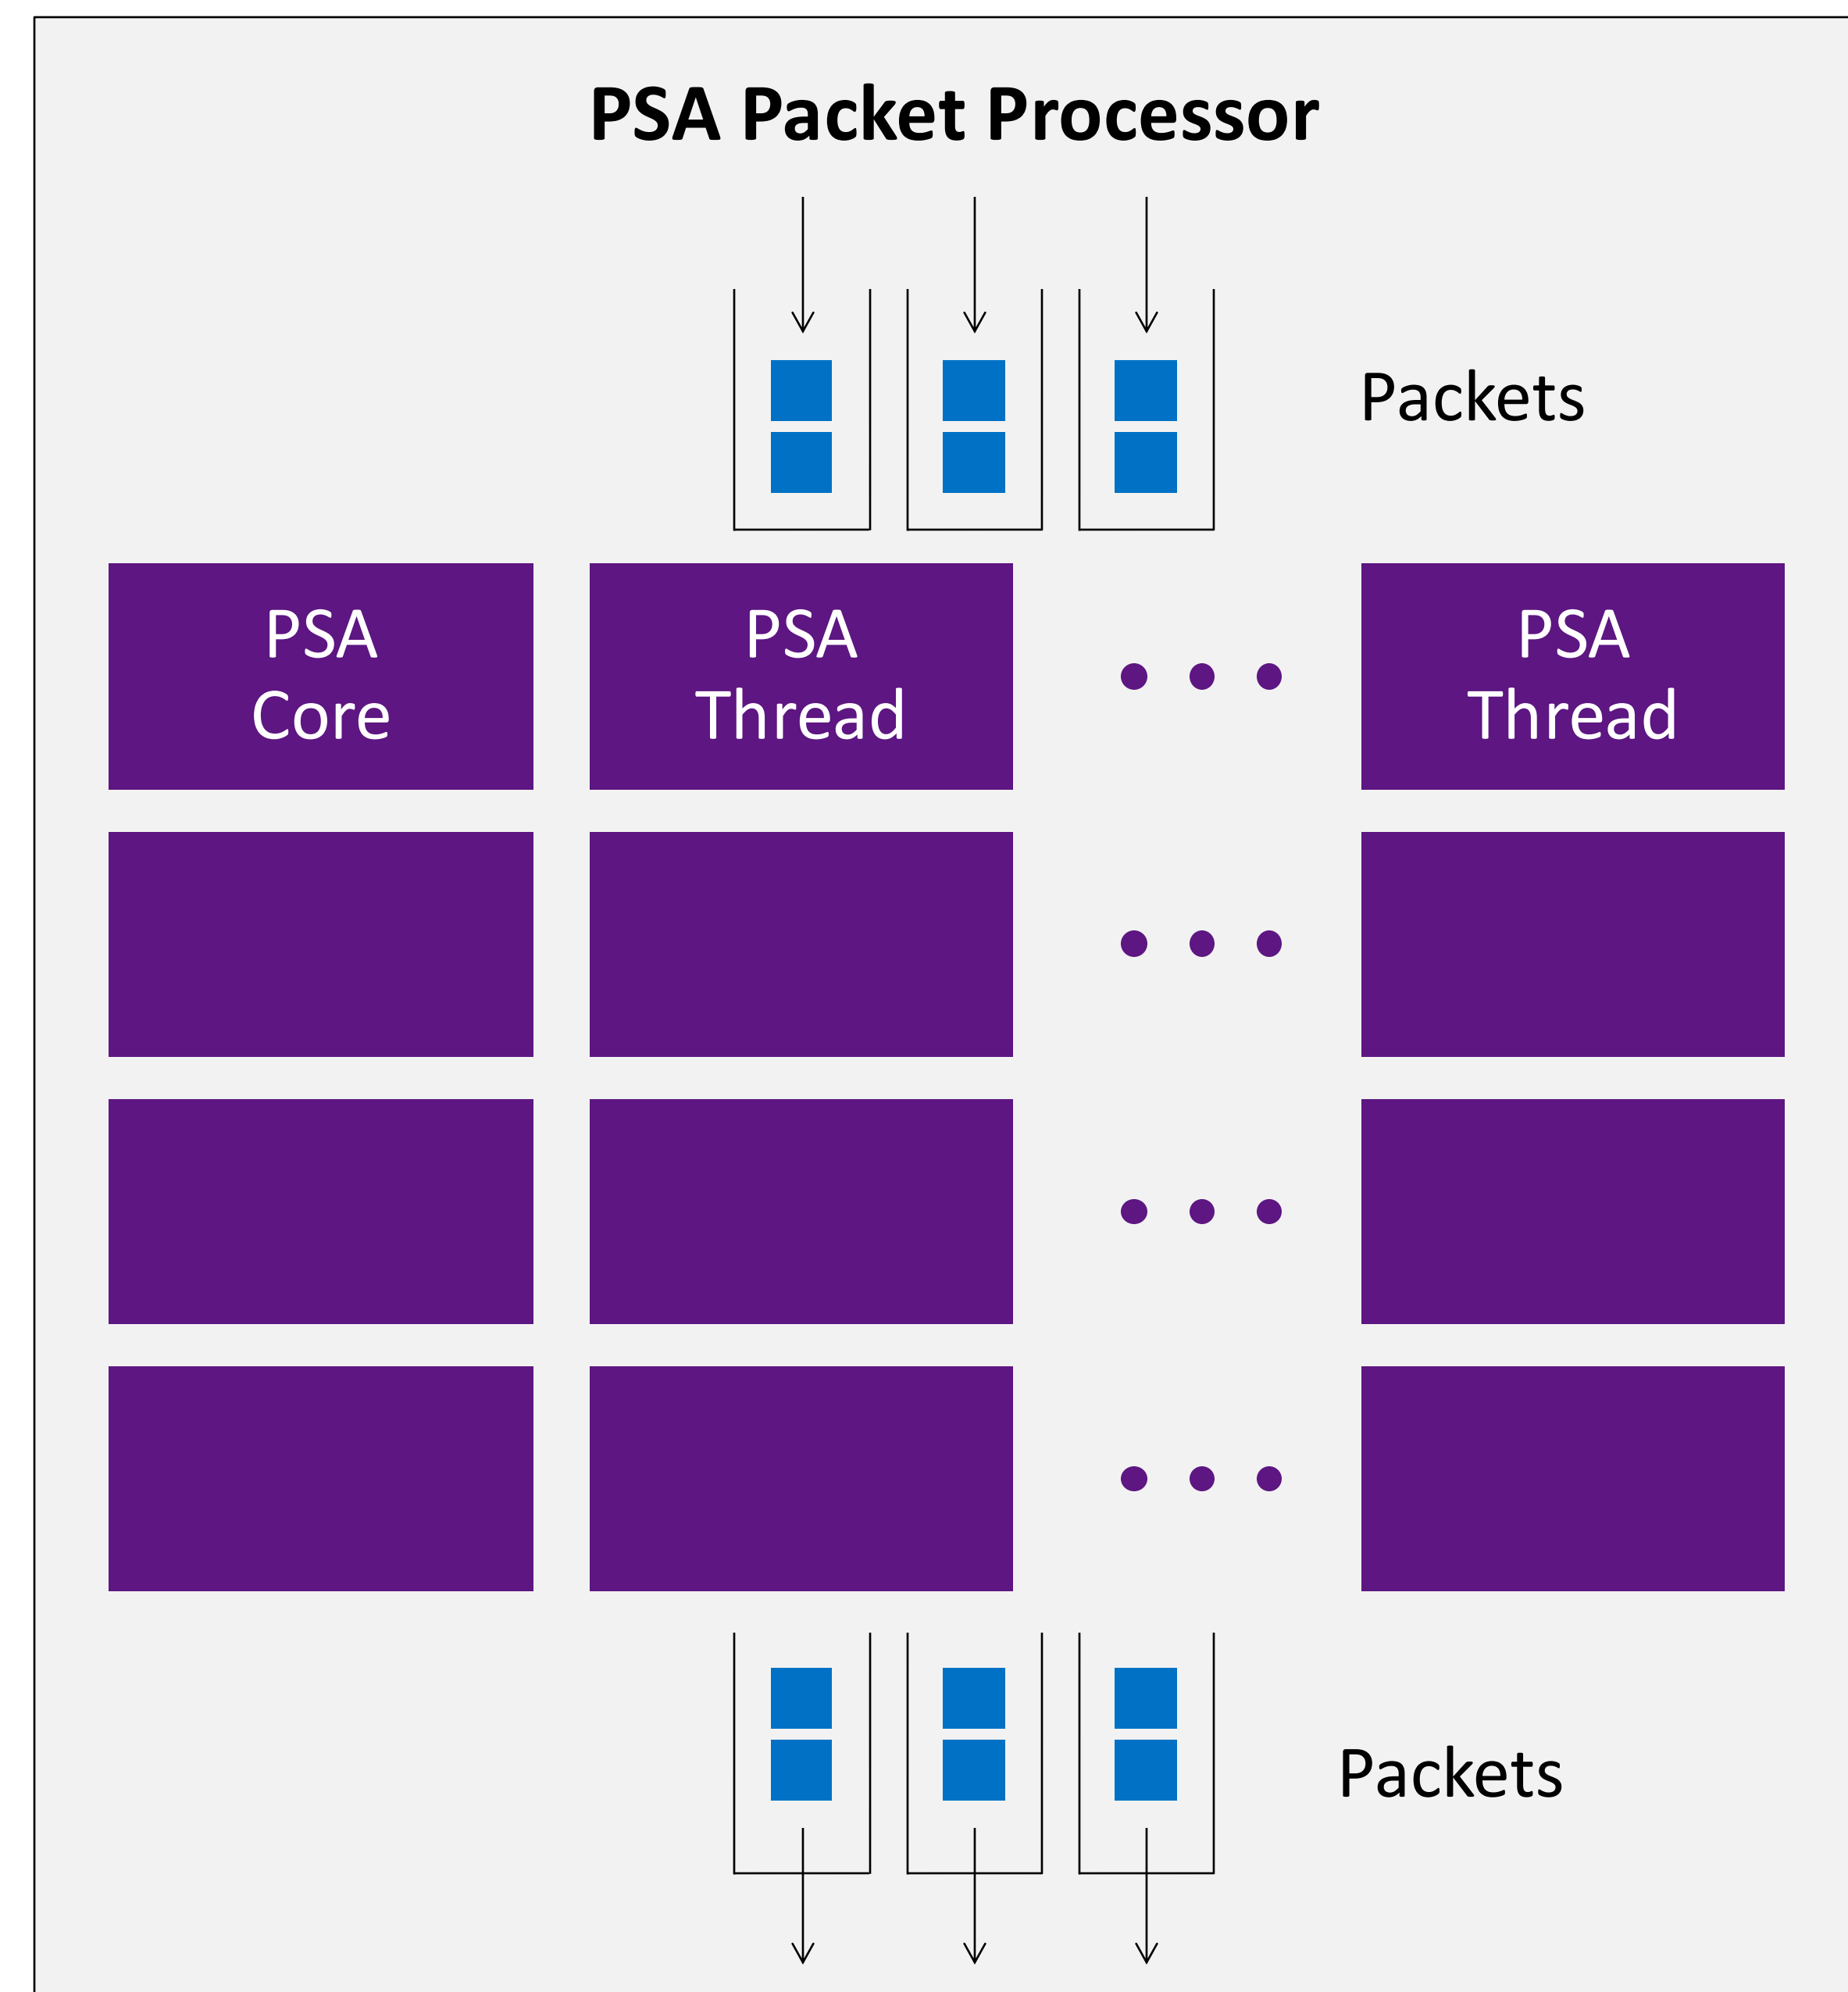 PSA Packet Processor
Packets
PSA
Core
PSA
Thread
PSA
Thread
Packets